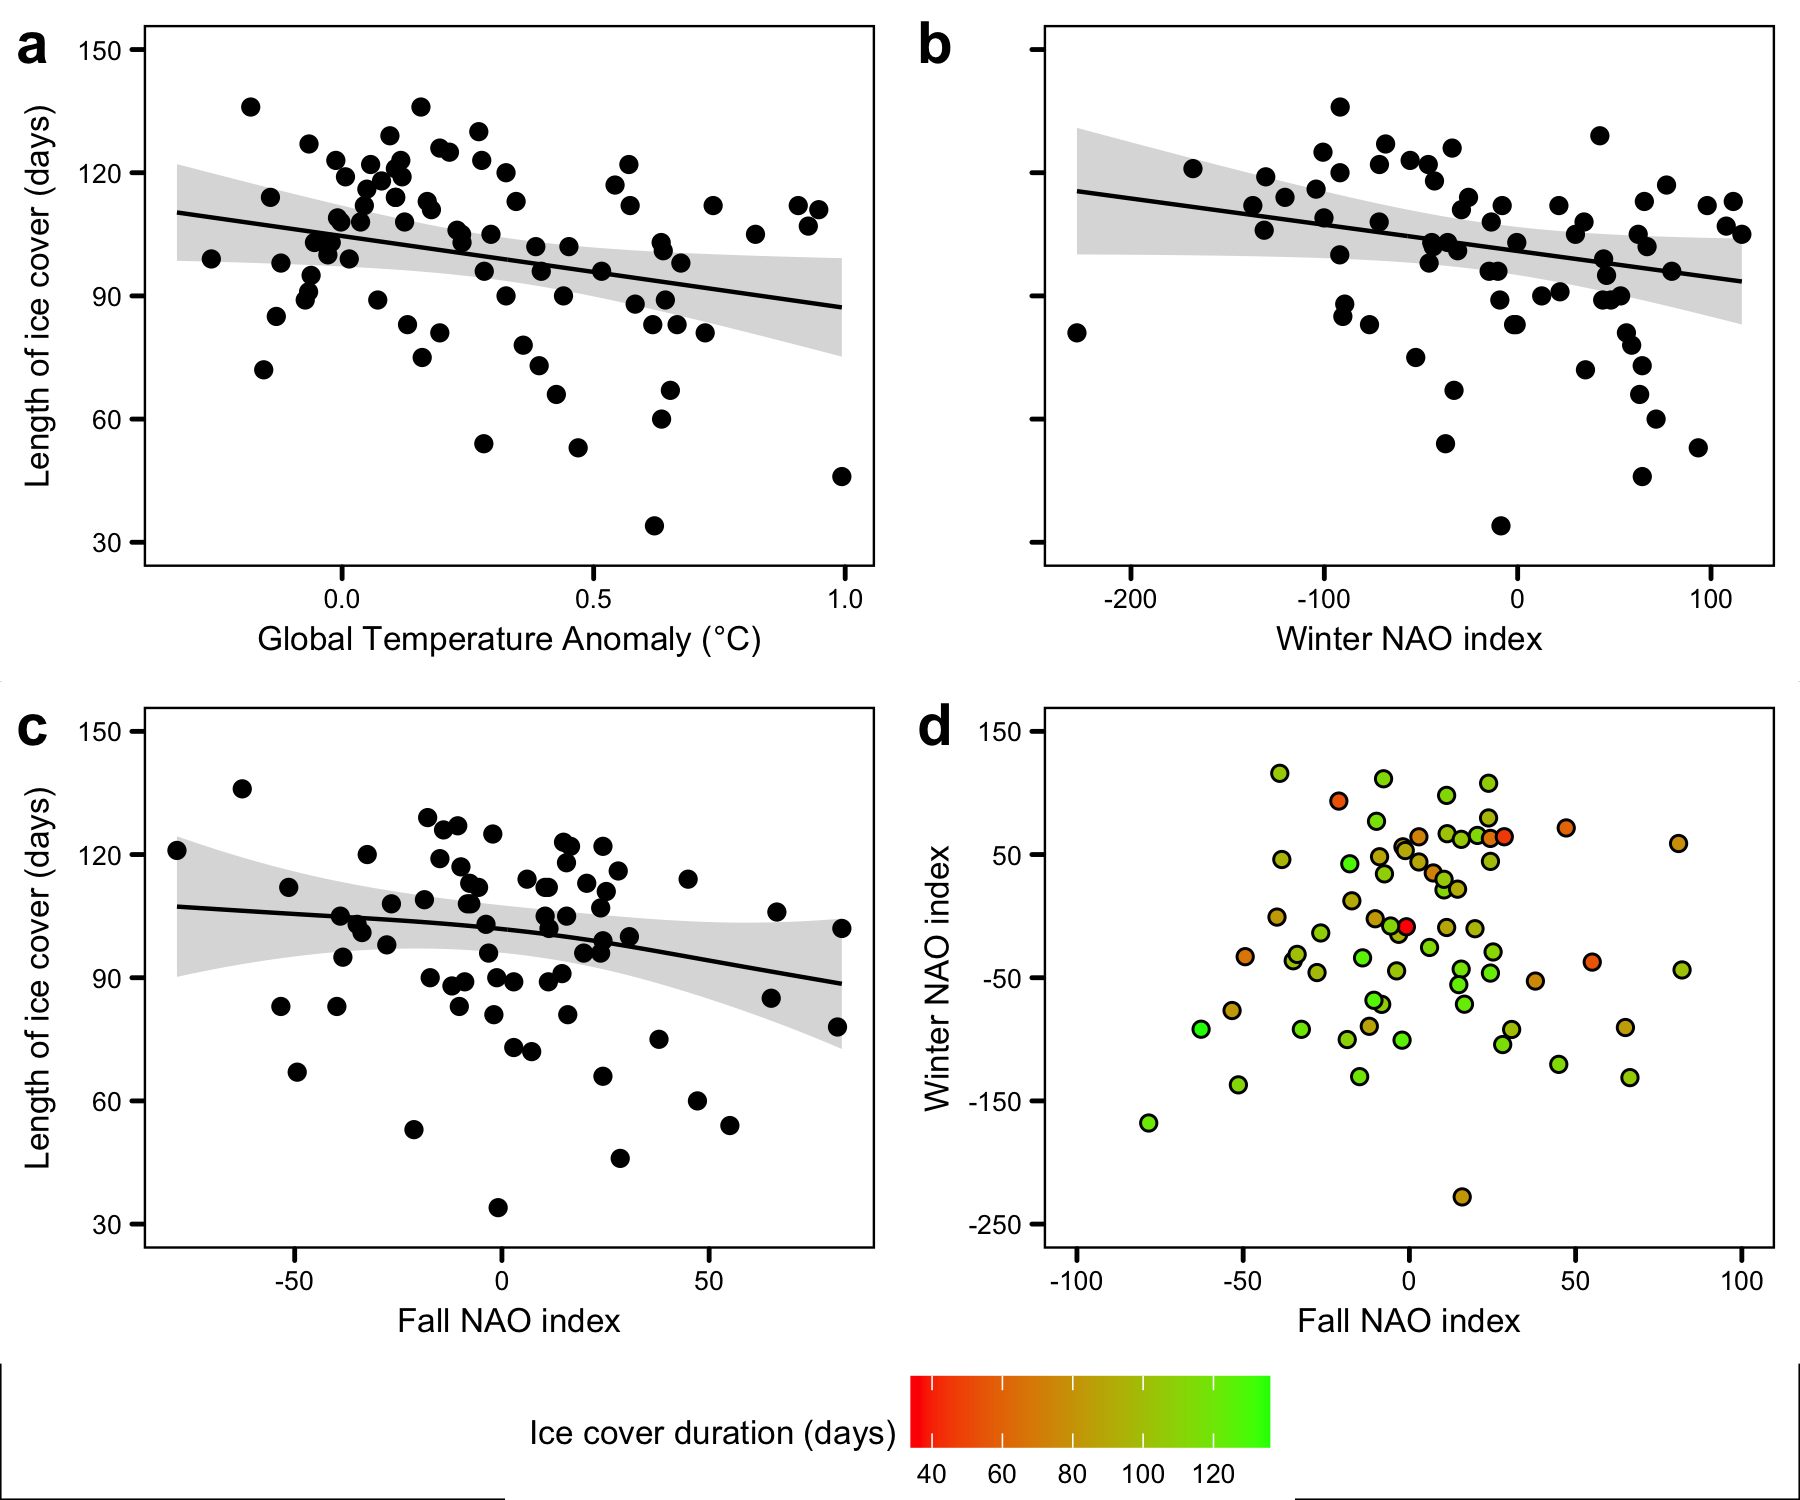 a
150
120
90
60
30
Length of ice cover (days)
0.0 0.5 1.0
Global Temperature Anomaly (°C)
b
-200 -100 0 100
Winter NAO index
c
150
120
90
60
30
Length of ice cover (days)
-50 0 50
Fall NAO index
d
150
50
-50
-150
-250
Winter NAO index
-100 -50 0 50 100
Fall NAO index
Ice cover duration (days)
40 60 80 100 120